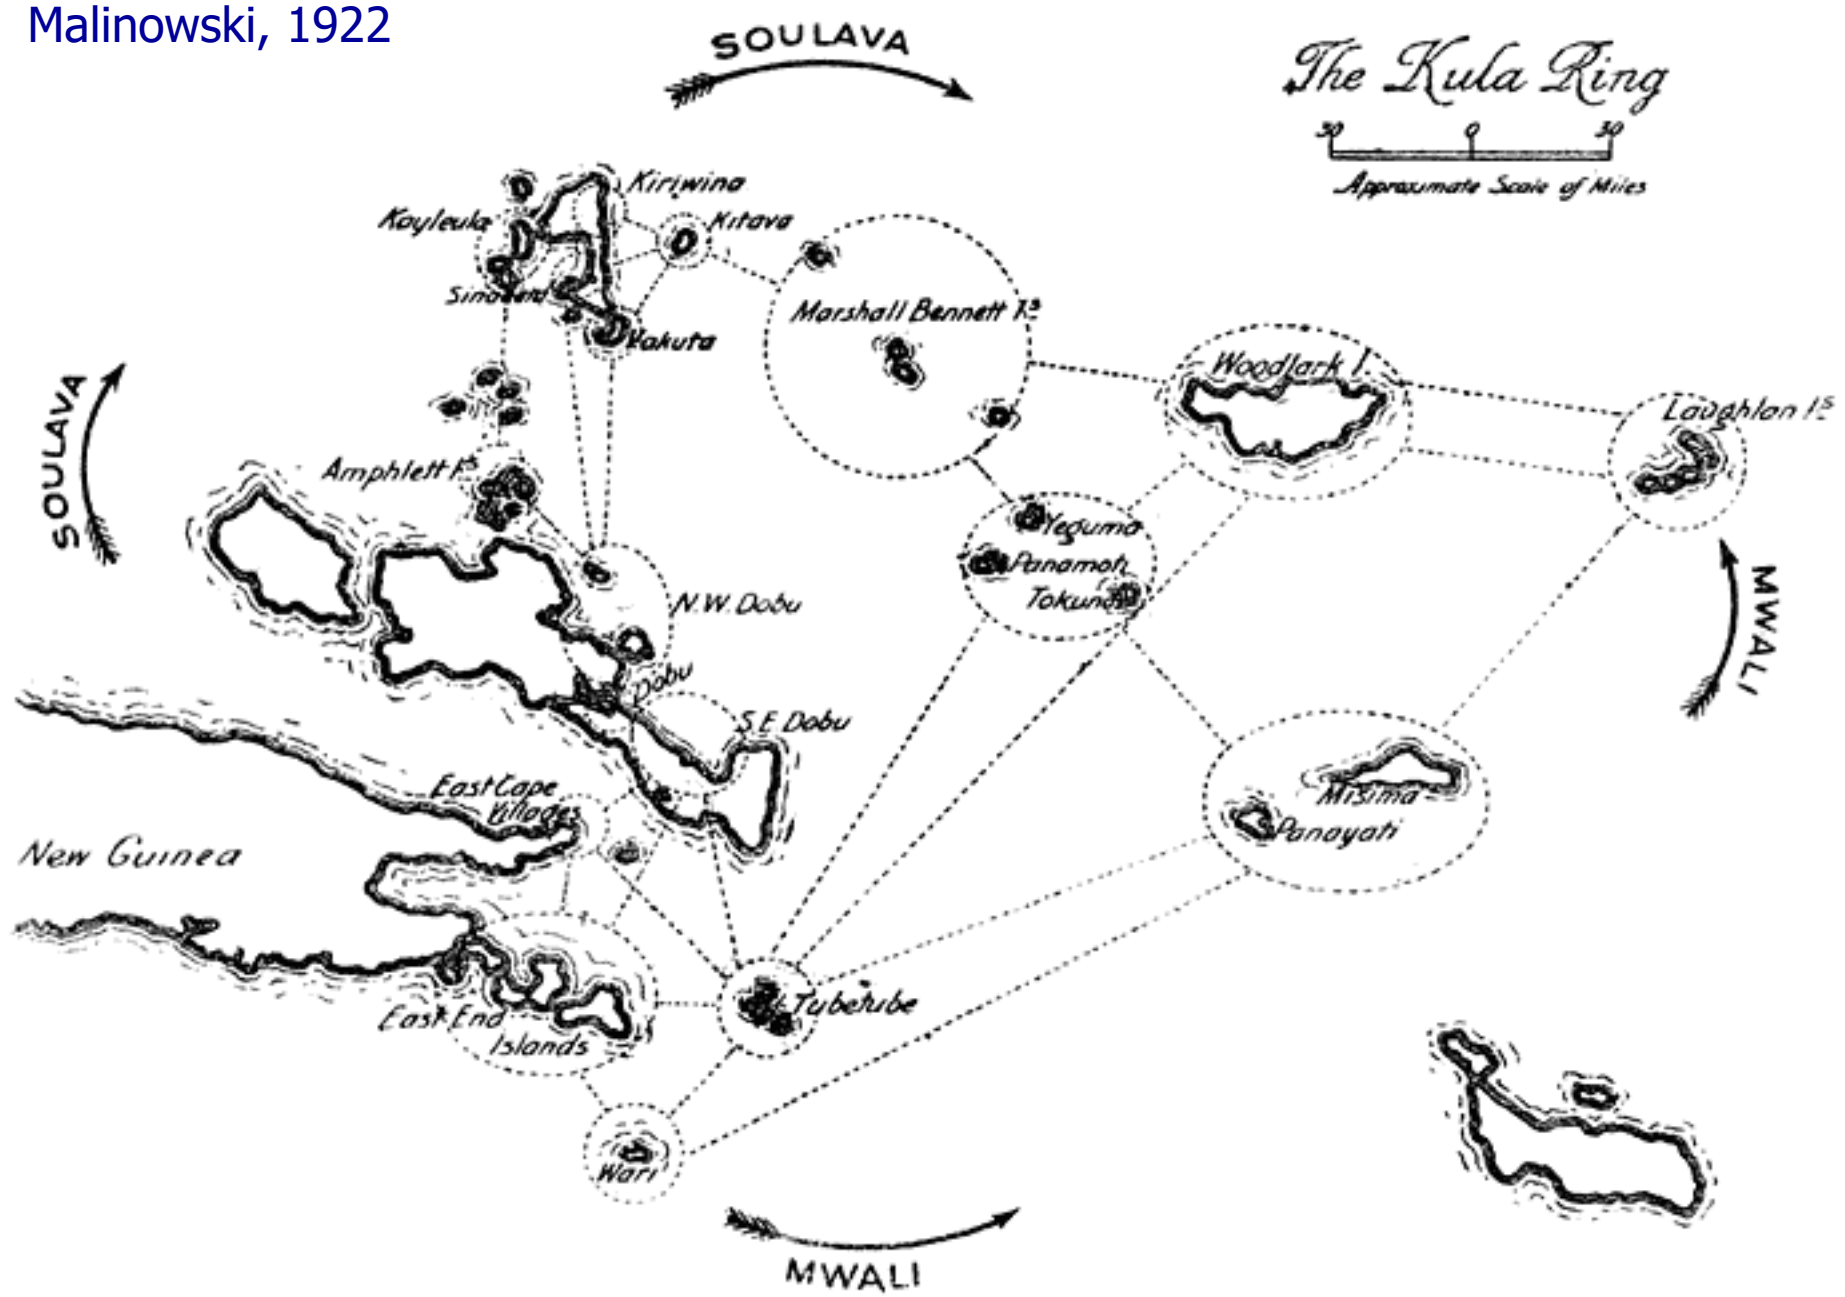 Malinowski, 1922
SOULAVA
The Kula Ring
30 0 30
Approximate Scale of Miles
Kiriwina
Kayleula
Kitava
Sinaketa
Vakuta
Marshall Bennett Is
Woodlark I.
Laughlan Is
SOULAVA
Amphlett Is
Yeguma
Panamoti
Tokuna
N.W. Dobu
Dobu
S.E. Dobu
MWALI
East Cape
Villages
Misima
Panayati
New Guinea
East End
Islands
Tubetube
Wari
MWALI